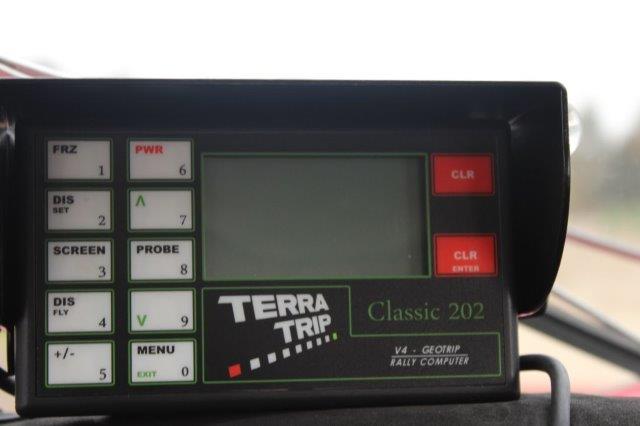 FRZ
1
PWR
6
DIS
SET
2
Λ
7
SCREEN
3
PROBE
8
DIS
FLY
4
V
9
+/-
5
MENU
EXIT
0
CLR
CLR
ENTER
TERRA
TRIP
Classic 202
V4 - GEOTRIP
RALLY COMPUTER